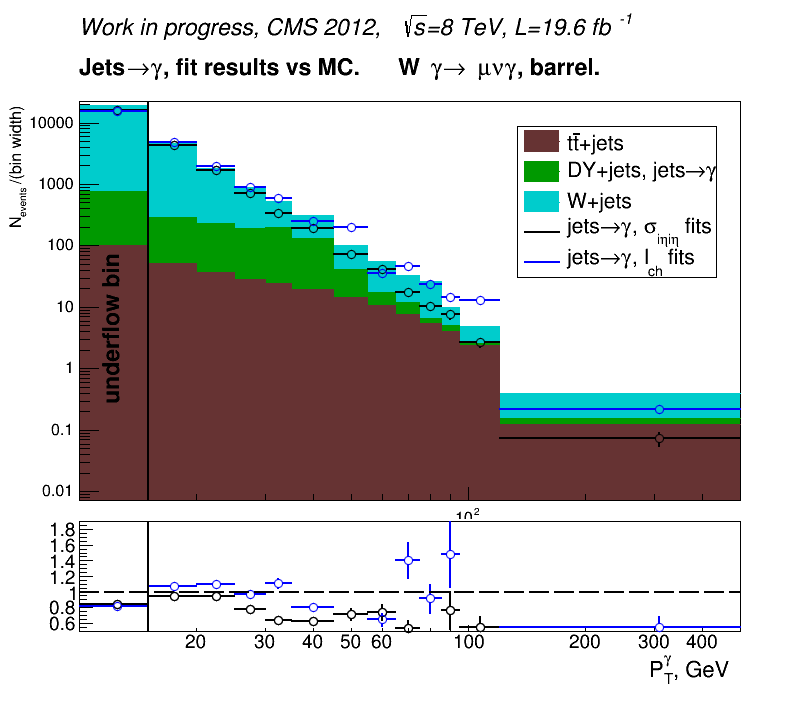 Work in progress, CMS 2012, √s=8 TeV, L=19.6 fb⁻¹
Jets→γ, fit results vs MC. W γ→ μνγ, barrel.
N_events/(bin width)
10000
1000
100
10
1
0.1
0.01
underflow bin
tt̄+jets
DY+jets, jets→γ
W+jets
jets→γ, σ_iηiη fits
jets→γ, I_ch fits
10²
1.8
1.6
1.4
1.2
1
0.8
0.6
20 30 40 50 60 100 200 300 400
P_T^γ, GeV